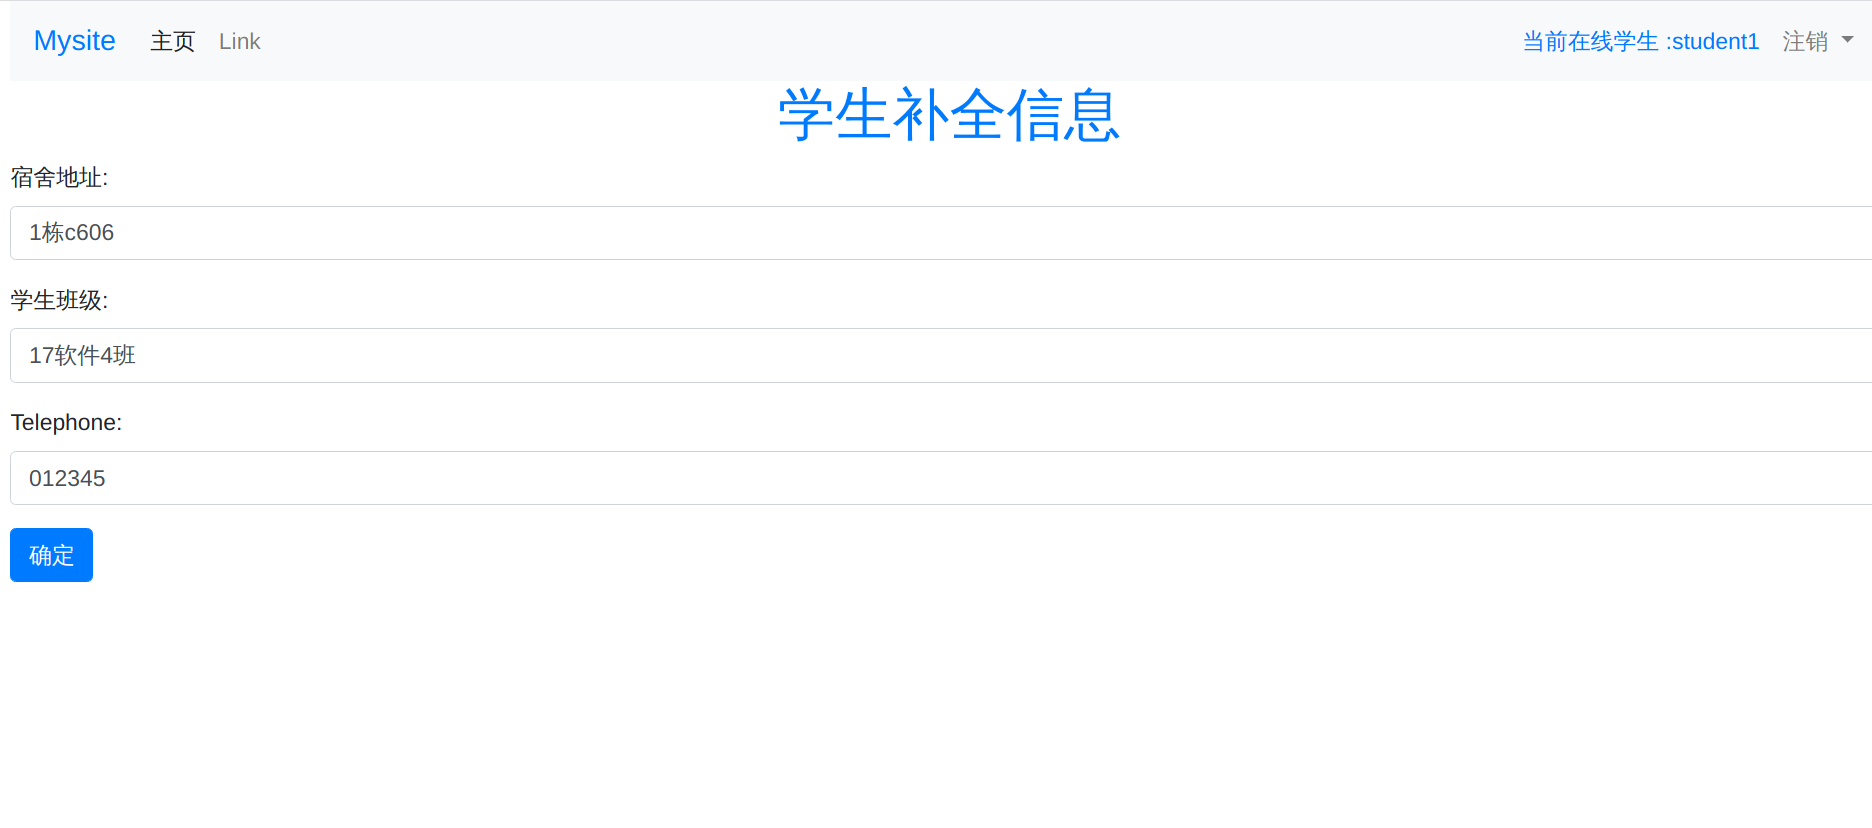 Mysite 主页 Link 当前在线学生 :student1 注销
学生补全信息
宿舍地址:
1栋c606
学生班级:
17软件4班
Telephone:
012345
确定